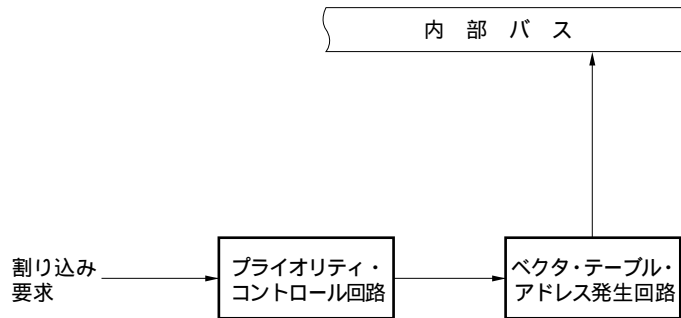 内部バス
割り込み
要求
プライオリティ・
コントロール回路
ベクタ・テーブル・
アドレス発生回路